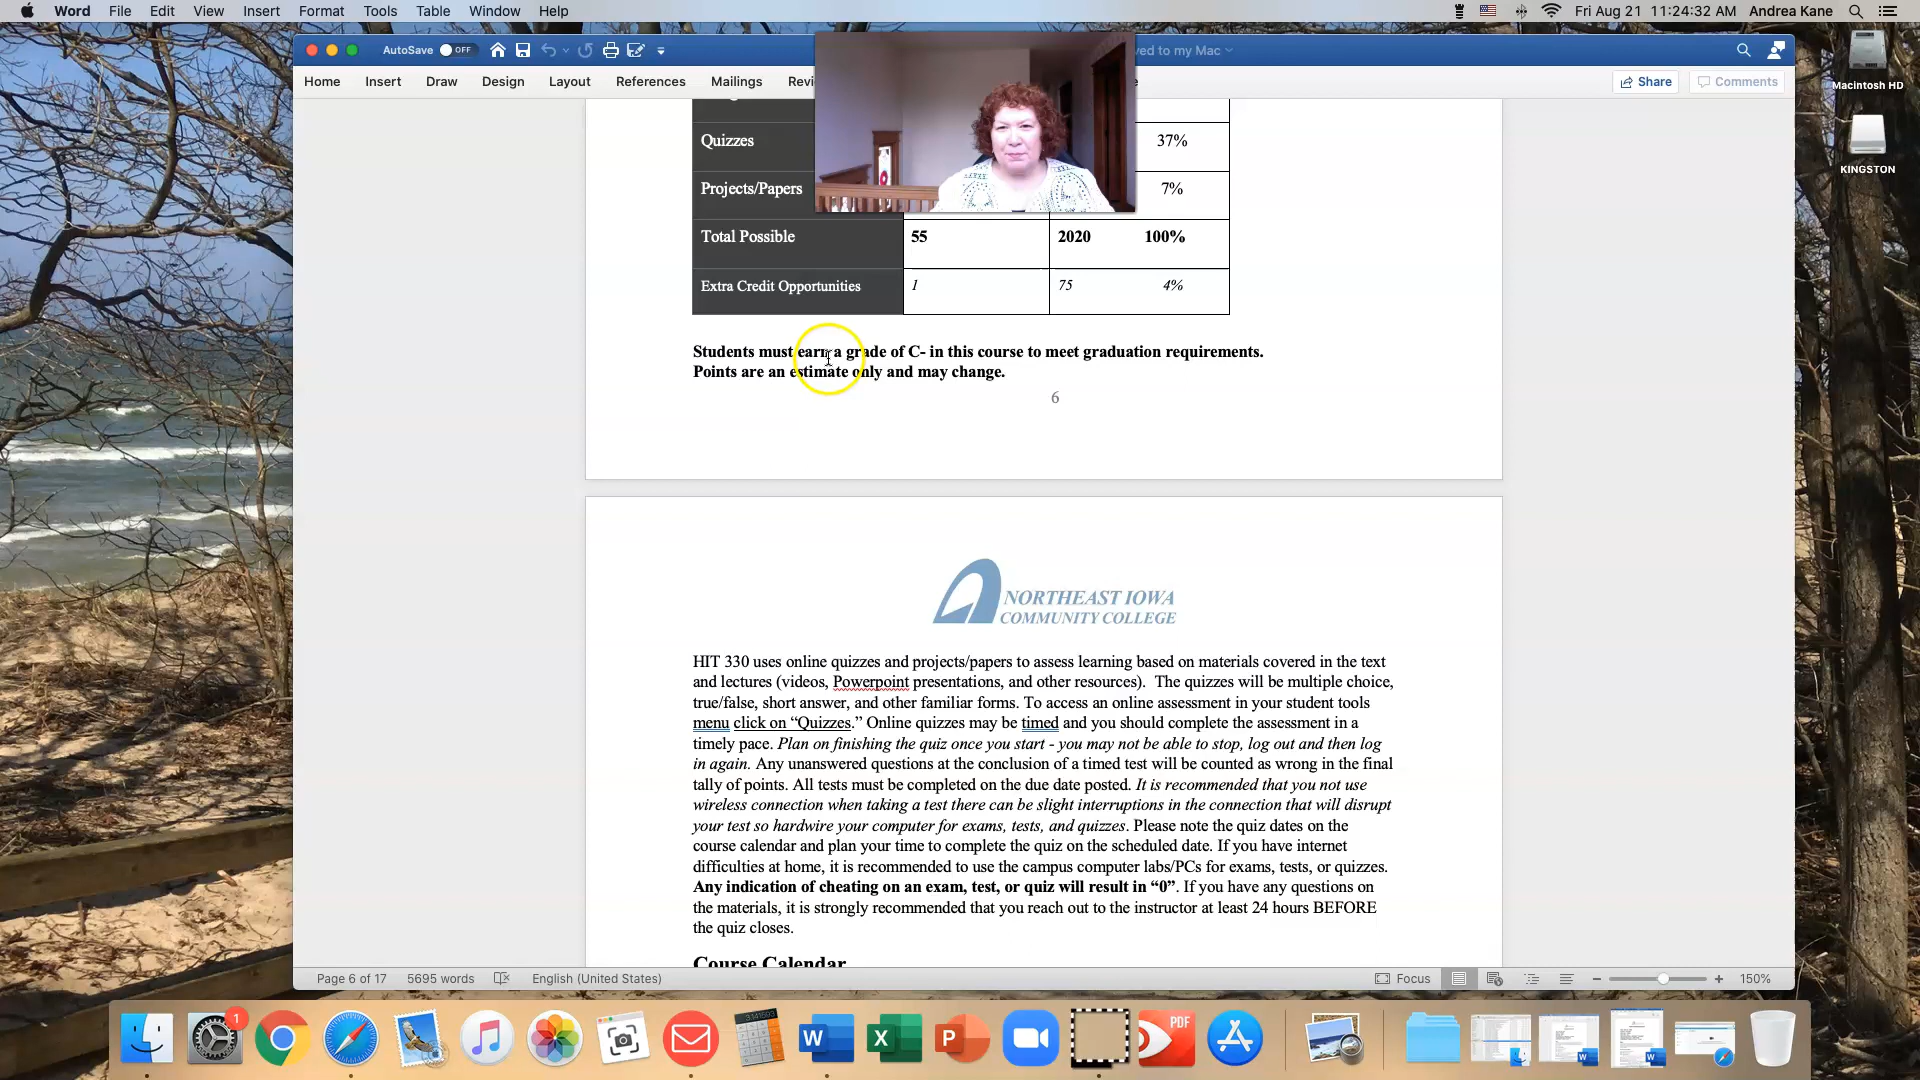 Word File Edit View Insert Format Tools Table Window Help Fri Aug 21 11:24:32 AM Andrea Kane
AutoSave OFF ved to my Mac
Home Insert Draw Design Layout References Mailings Revi Share Comments
Macintosh HD
KINGSTON
Quizzes 37%
Projects/Papers 7%
Total Possible 55 2020 100%
Extra Credit Opportunities 1 75 4%
Students must earn a grade of C- in this course to meet graduation requirements.
Points are an estimate only and may change.
6
NORTHEAST IOWA
COMMUNITY COLLEGE
HIT 330 uses online quizzes and projects/papers to assess learning based on materials covered in the text
and lectures (videos, Powerpoint presentations, and other resources).  The quizzes will be multiple choice,
true/false, short answer, and other familiar forms. To access an online assessment in your student tools
menu click on “Quizzes.” Online quizzes may be timed and you should complete the assessment in a
timely pace. Plan on finishing the quiz once you start - you may not be able to stop, log out and then log
in again. Any unanswered questions at the conclusion of a timed test will be counted as wrong in the final
tally of points. All tests must be completed on the due date posted. It is recommended that you not use
wireless connection when taking a test there can be slight interruptions in the connection that will disrupt
your test so hardwire your computer for exams, tests, and quizzes. Please note the quiz dates on the
course calendar and plan your time to complete the quiz on the scheduled date. If you have internet
difficulties at home, it is recommended to use the campus computer labs/PCs for exams, tests, or quizzes.
Any indication of cheating on an exam, test, or quiz will result in “0”. If you have any questions on
the materials, it is strongly recommended that you reach out to the instructor at least 24 hours BEFORE
the quiz closes.
Course Calendar
Page 6 of 17 5695 words English (United States) Focus 150%
1
PDF